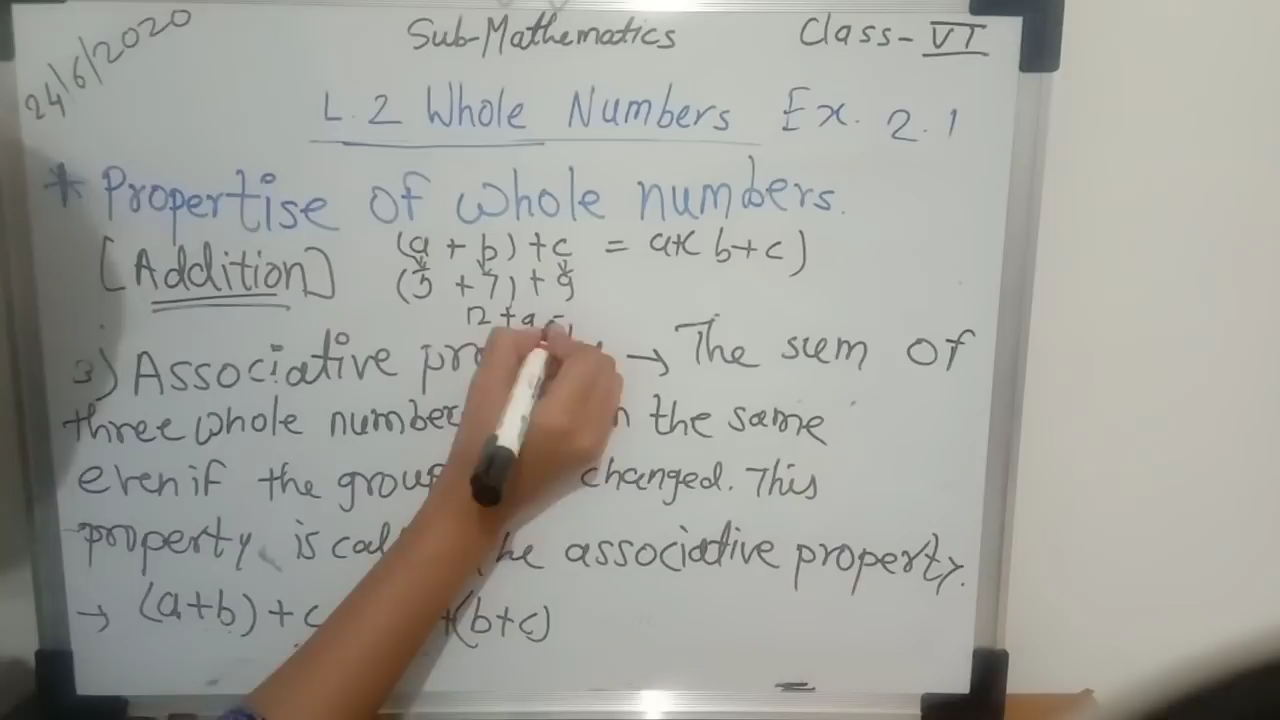 24/6/2020
Sub-Mathematics Class-VI
L.2 Whole Numbers Ex. 2.1
* Propertise of whole numbers.
[Addition] (a + b) + c = a+( b+c)
(5 + 7) + 9
12 + 9
3) Associative → The sum of
three whole number the same
even if the changed. This
property is the associative property.
→ (a+b)+c +(b+c)